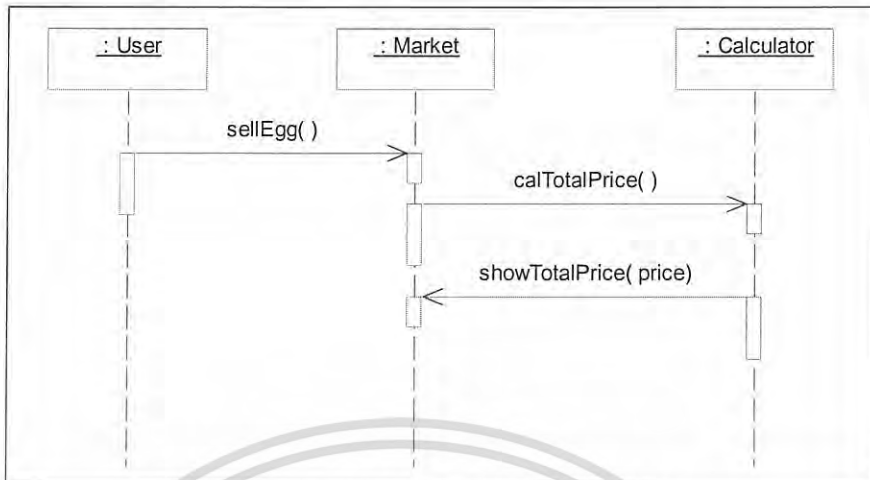 : User
: Market
: Calculator
sellEgg( )
calTotalPrice( )
showTotalPrice( price)